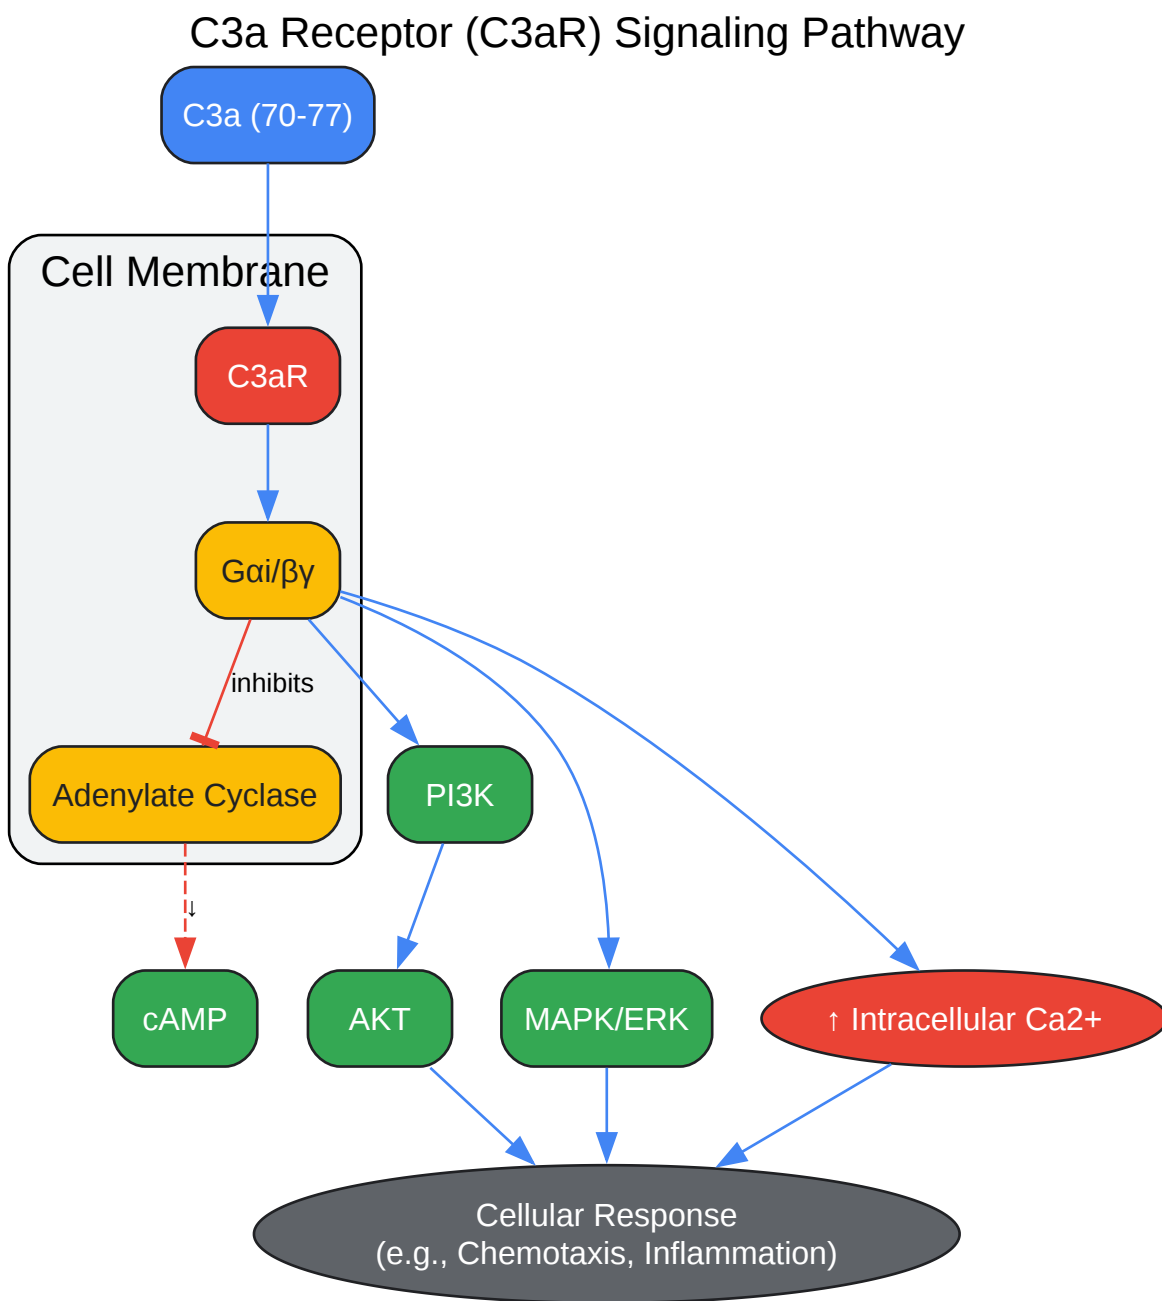 C3a Receptor (C3aR) Signaling Pathway
C3a (70-77)
Cell Membrane
C3aR
Gαi/βγ
inhibits
Adenylate Cyclase
PI3K
↓
cAMP
AKT
MAPK/ERK
↑ Intracellular Ca2+
Cellular Response
(e.g., Chemotaxis, Inflammation)